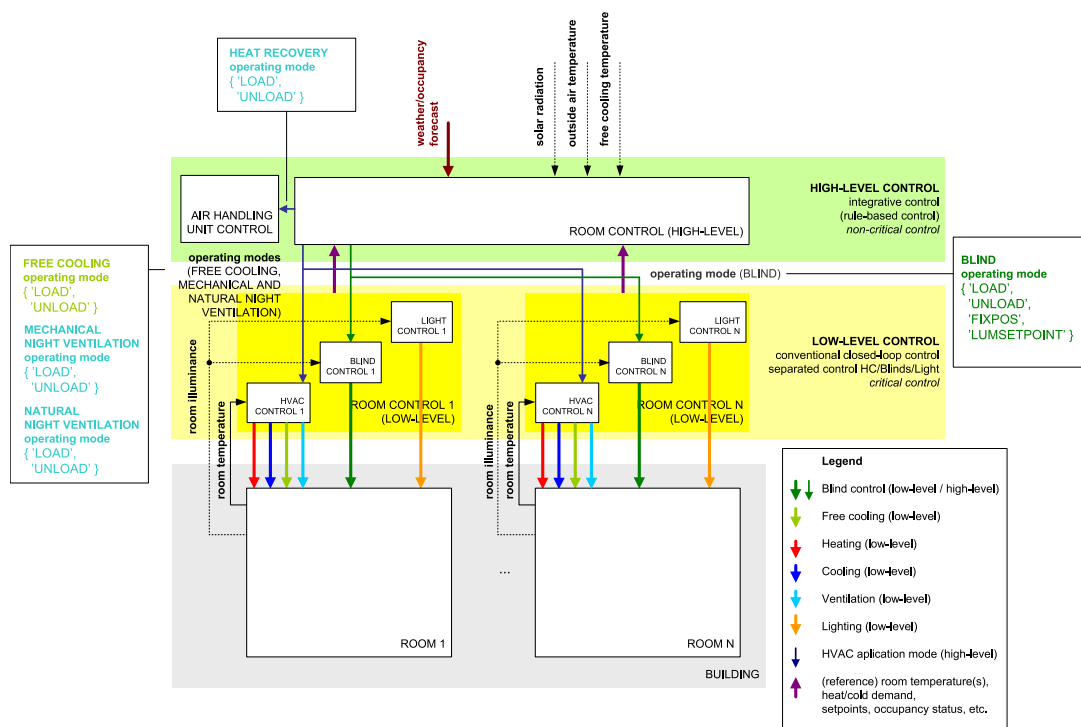 HEAT RECOVERY
operating mode
{ 'LOAD',
'UNLOAD' }
weather/occupancy
forecast
solar radiation
outside air temperature
free cooling temperature
AIR HANDLING
UNIT CONTROL
ROOM CONTROL (HIGH-LEVEL)
HIGH-LEVEL CONTROL
integrative control
(rule-based control)
non-critical control
FREE COOLING
operating mode
{ 'LOAD',
'UNLOAD' }
MECHANICAL
NIGHT VENTILATION
operating mode
{ 'LOAD',
'UNLOAD' }
NATURAL
NIGHT VENTILATION
operating mode
{ 'LOAD',
'UNLOAD' }
operating modes
(FREE COOLING,
MECHANICAL AND
NATURAL NIGHT
VENTILATION)
operating mode (BLIND)
BLIND
operating mode
{ 'LOAD',
'UNLOAD',
'FIXPOS',
'LUMSETPOINT' }
LIGHT
CONTROL 1
BLIND
CONTROL 1
HVAC
CONTROL 1
ROOM CONTROL 1
(LOW-LEVEL)
LIGHT
CONTROL N
BLIND
CONTROL N
HVAC
CONTROL N
ROOM CONTROL N
(LOW-LEVEL)
LOW-LEVEL CONTROL
conventional closed-loop control
separated control HC/Blinds/Light
critical control
room illuminance
room temperature
room illuminance
room temperature
ROOM 1
...
ROOM N
BUILDING
Legend
Blind control (low-level / high-level)
Free cooling (low-level)
Heating (low-level)
Cooling (low-level)
Ventilation (low-level)
Lighting (low-level)
HVAC aplication mode (high-level)
(reference) room temperature(s),
heat/cold demand,
setpoints, occupancy status, etc.